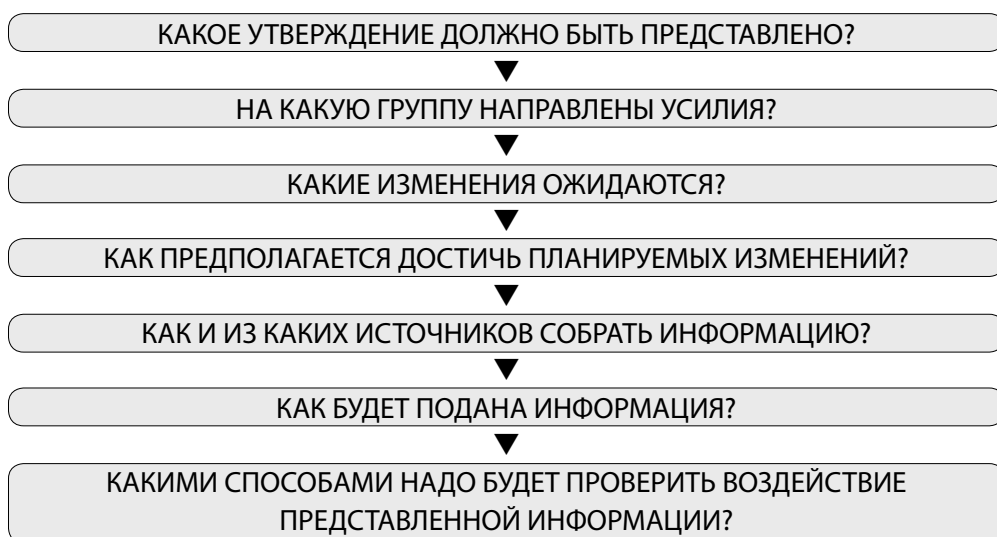 КАКОЕ УТВЕРЖДЕНИЕ ДОЛЖНО БЫТЬ ПРЕДСТАВЛЕНО?
НА КАКУЮ ГРУППУ НАПРАВЛЕНЫ УСИЛИЯ?
КАКИЕ ИЗМЕНЕНИЯ ОЖИДАЮТСЯ?
КАК ПРЕДПОЛАГАЕТСЯ ДОСТИЧЬ ПЛАНИРУЕМЫХ ИЗМЕНЕНИЙ?
КАК И ИЗ КАКИХ ИСТОЧНИКОВ СОБРАТЬ ИНФОРМАЦИЮ?
КАК БУДЕТ ПОДАНА ИНФОРМАЦИЯ?
КАКИМИ СПОСОБАМИ НАДО БУДЕТ ПРОВЕРИТЬ ВОЗДЕЙСТВИЕ
ПРЕДСТАВЛЕННОЙ ИНФОРМАЦИИ?